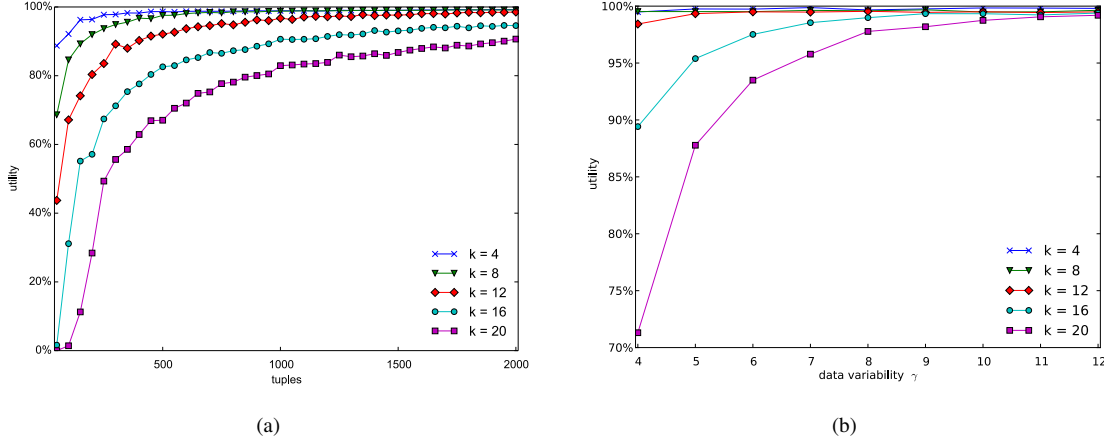 100%
80%
60%
40%
20%
0%
utility
500
1000
1500
2000
tuples
k = 4
k = 8
k = 12
k = 16
k = 20
(a)
100%
95%
90%
85%
80%
75%
70%
utility
4
5
6
7
8
9
10
11
12
data variability γ
k = 4
k = 8
k = 12
k = 16
k = 20
(b)